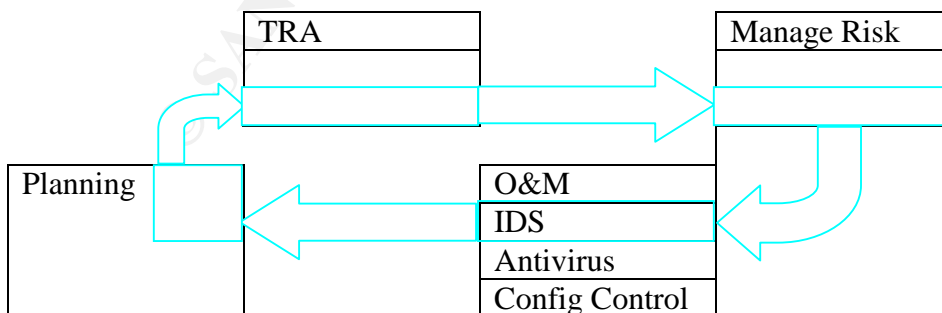 TRA
Manage Risk
Planning
O&M
IDS
Antivirus
Config Control